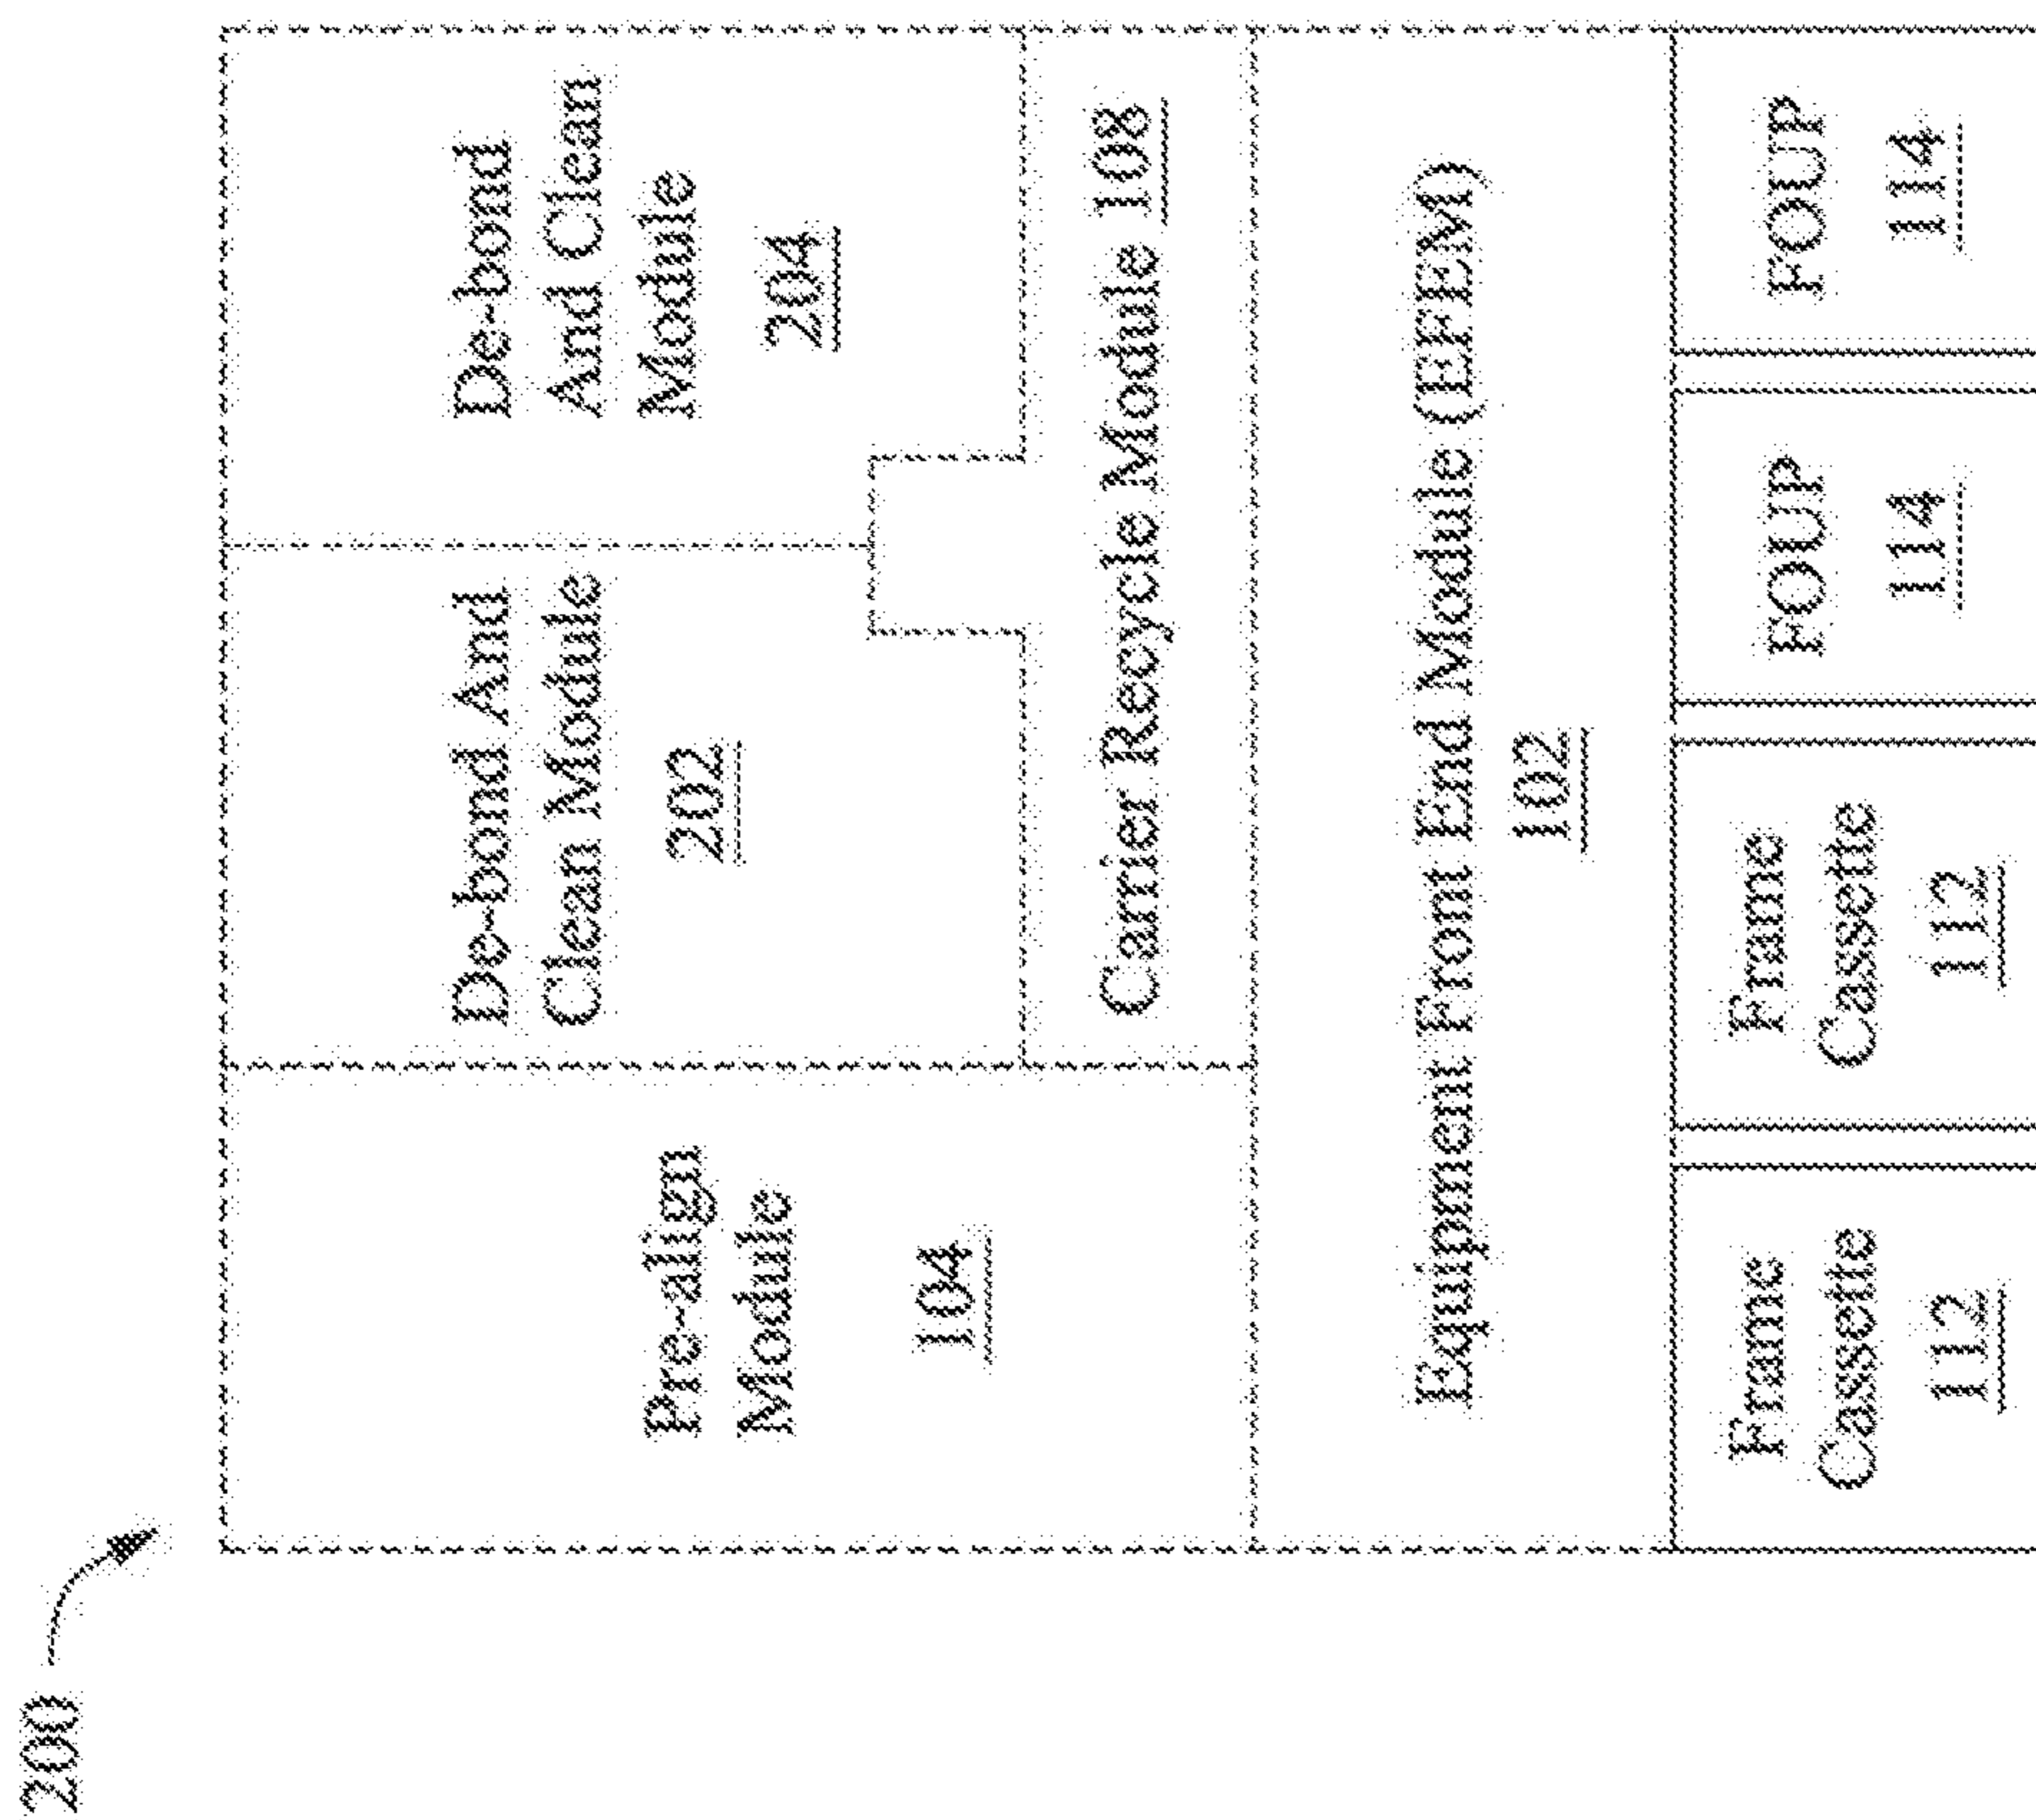 200
Pre-align
Module
104
De-bond And
Clean Module
202
De-bond
And Clean
Module
204
Carrier Recycle Module 108
Equipment Front End Module (EFEM)
102
Frame
Cassette
112
Frame
Cassette
112
FOUP
114
FOUP
114